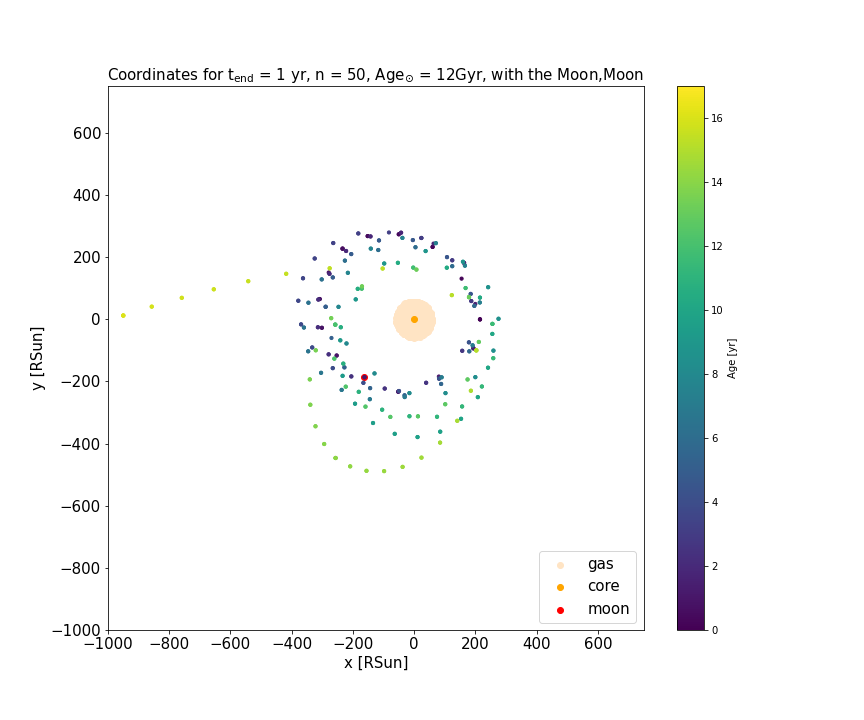 Coordinates for t_end = 1 yr, n = 50, Age⊙ = 12Gyr, with the Moon,Moon
600
400
200
0
−200
−400
−600
−800
−1000
y [RSun]
−1000 −800 −600 −400 −200 0 200 400 600
x [RSun]
gas
core
moon
16
14
12
10
8
6
4
2
0
Age [yr]